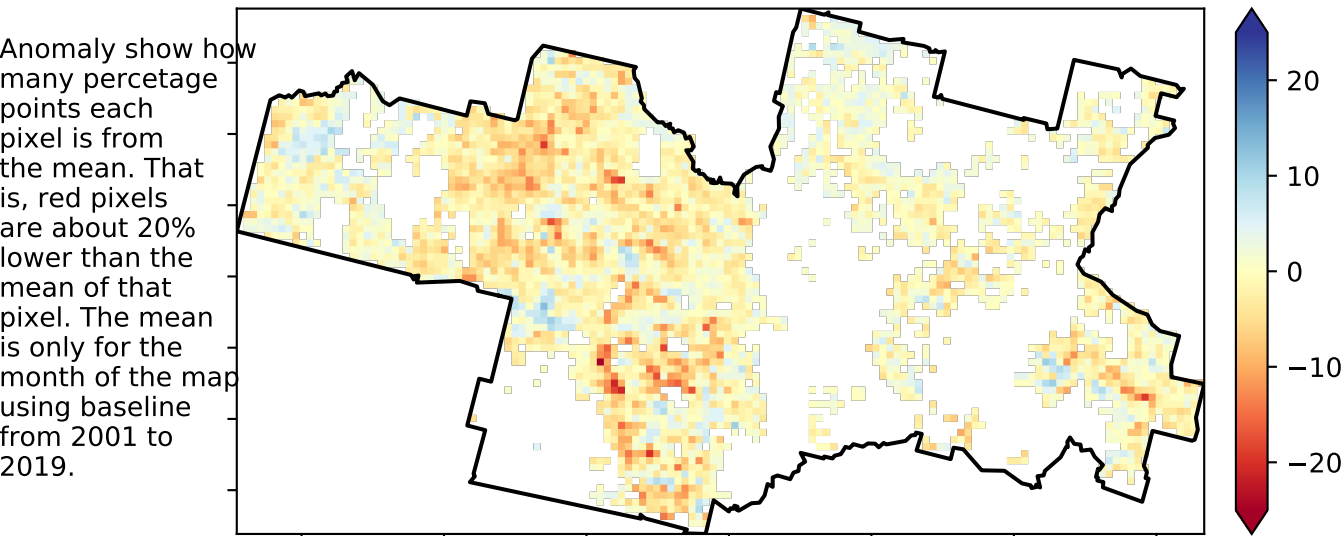 Anomaly show how
many percetage
points each
pixel is from
the mean. That
is, red pixels
are about 20%
lower than the
mean of that
pixel. The mean
is only for the
month of the map
using baseline
from 2001 to
2019.
20
10
0
−10
−20